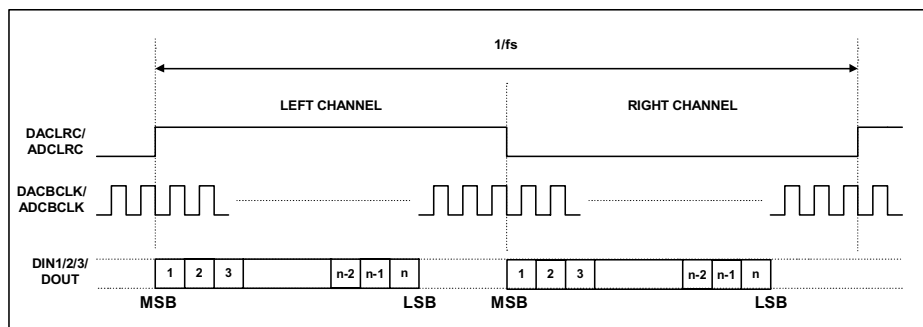 1/fs
LEFT CHANNEL RIGHT CHANNEL
DACLRC/
ADCLRC
DACBCLK/
ADCBCLK
DIN1/2/3/
DOUT
1 2 3 n-2 n-1 n 1 2 3 n-2 n-1 n
MSB LSB MSB LSB